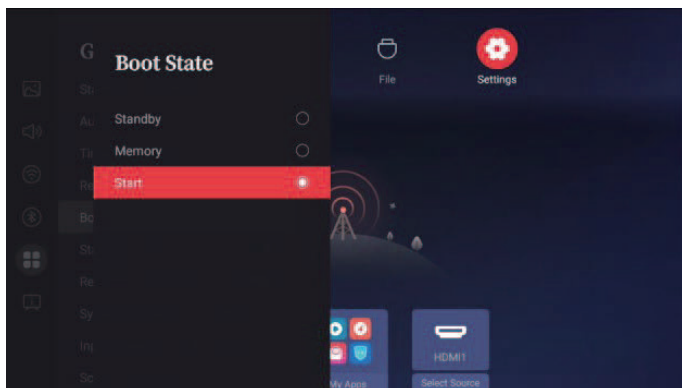 Boot State
File
Settings
Standby
Memory
Start
HDMI1
My Apps
Select Source